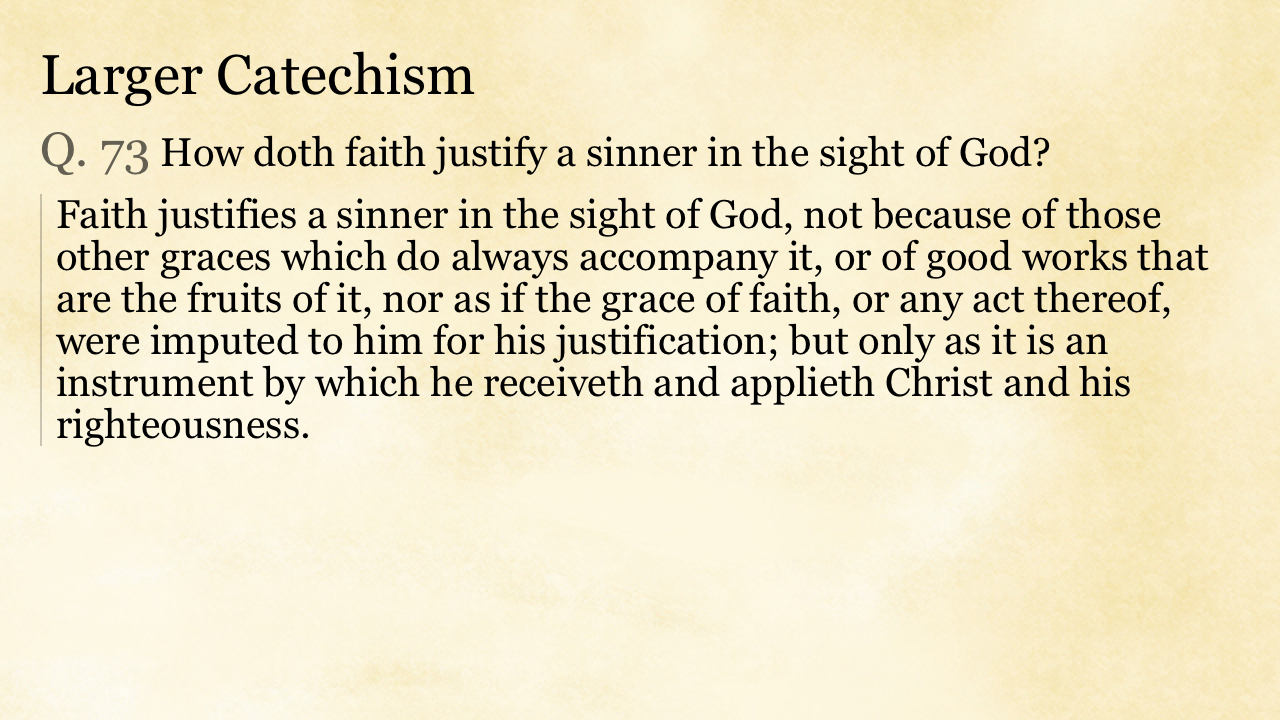 Larger Catechism
Q. 73 How doth faith justify a sinner in the sight of God?
Faith justifies a sinner in the sight of God, not because of those
other graces which do always accompany it, or of good works that
are the fruits of it, nor as if the grace of faith, or any act thereof,
were imputed to him for his justification; but only as it is an
instrument by which he receiveth and applieth Christ and his
righteousness.